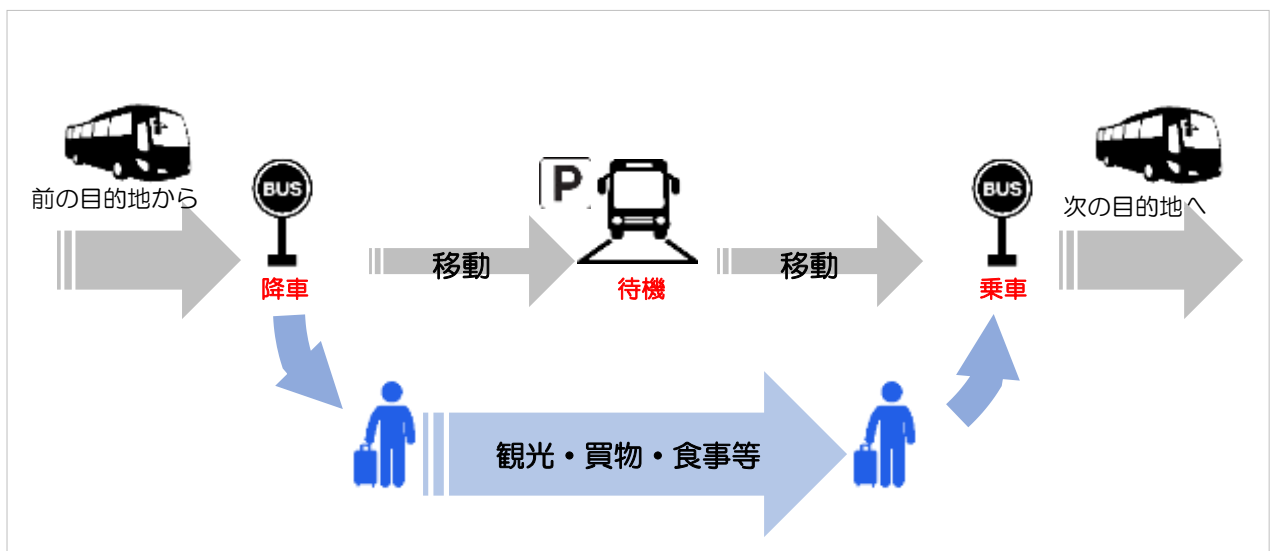 前の目的地から
BUS
降車
移動
P
待機
移動
BUS
乗車
次の目的地へ
観光・買物・食事等